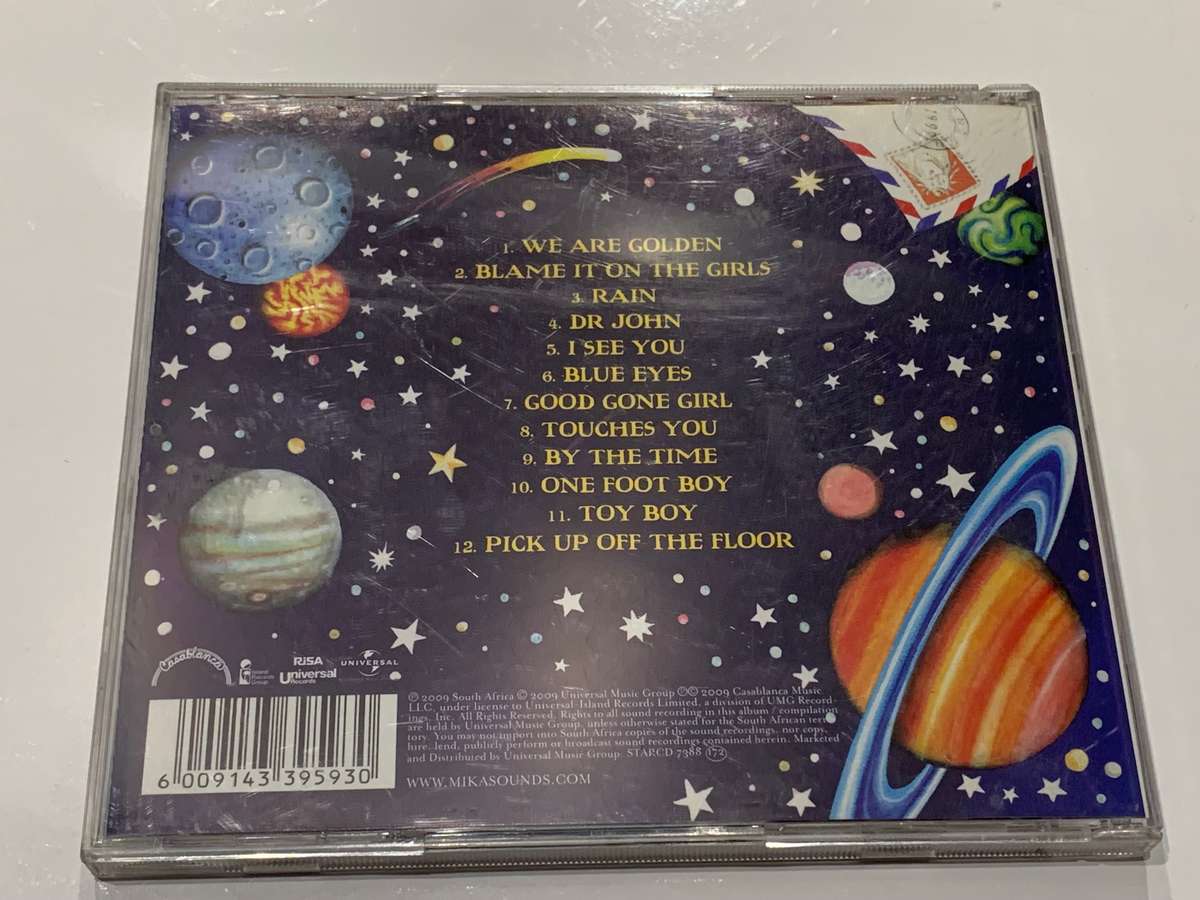 1. WE ARE GOLDEN
2. BLAME IT ON THE GIRLS
3. RAIN
4. DR JOHN
5. I SEE YOU
6. BLUE EYES
7. GOOD GONE GIRL
8. TOUCHES YOU
9. BY THE TIME
10. ONE FOOT BOY
11. TOY BOY
12. PICK UP OFF THE FLOOR
Casablanca
Island Records Group
RiSA
Universal Records
UNIVERSAL
℗ 2009 South Africa © 2009 Universal Music Group ℗© 2009 Casablanca Music
LLC, under license to Universal-Island Records Limited, a division of UMG Record-
ings, Inc. All Rights Reserved. Rights to all sound recording in this album / compilation
are held by Universal Music Group, unless otherwise stated for the South African terr
tory. You may not import into South Africa copies of the sound recordings, nor copy,
hire, lend, publicly perform or broadcast sound recordings contained herein. Marketed
and Distributed by Universal Music Group. STARCD 7388 (172)
6 009143 395930
WWW.MIKASOUNDS.COM